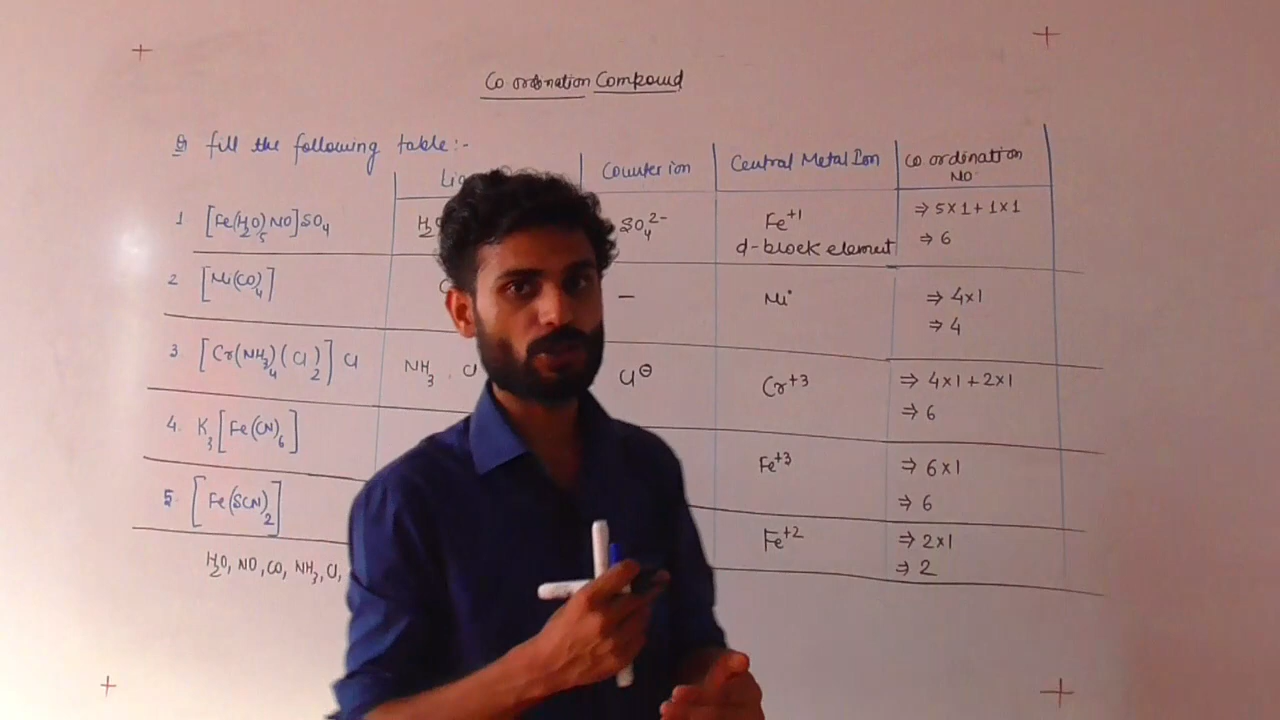 Co ordination Compound
Q fill the following table:-
Counter ion Central Metal Ion Co ordination No.
1 [Fe(H2O)5NO]SO4 SO4^2- Fe+1 d-block element ⇒ 5×1+1×1
⇒ 6
2 [Ni(CO)4] — Ni° ⇒ 4×1
⇒ 4
3. [Cr(NH3)4(Cl2)]Cl NH3 Cl Cl⊖ Cr+3 ⇒ 4×1+2×1
⇒ 6
4. K3[Fe(CN)6] Fe+3 ⇒ 6×1
⇒ 6
5. [Fe(SCN)2] Fe+2 ⇒ 2×1
⇒ 2
H2O, NO, CO, NH3, Cl,